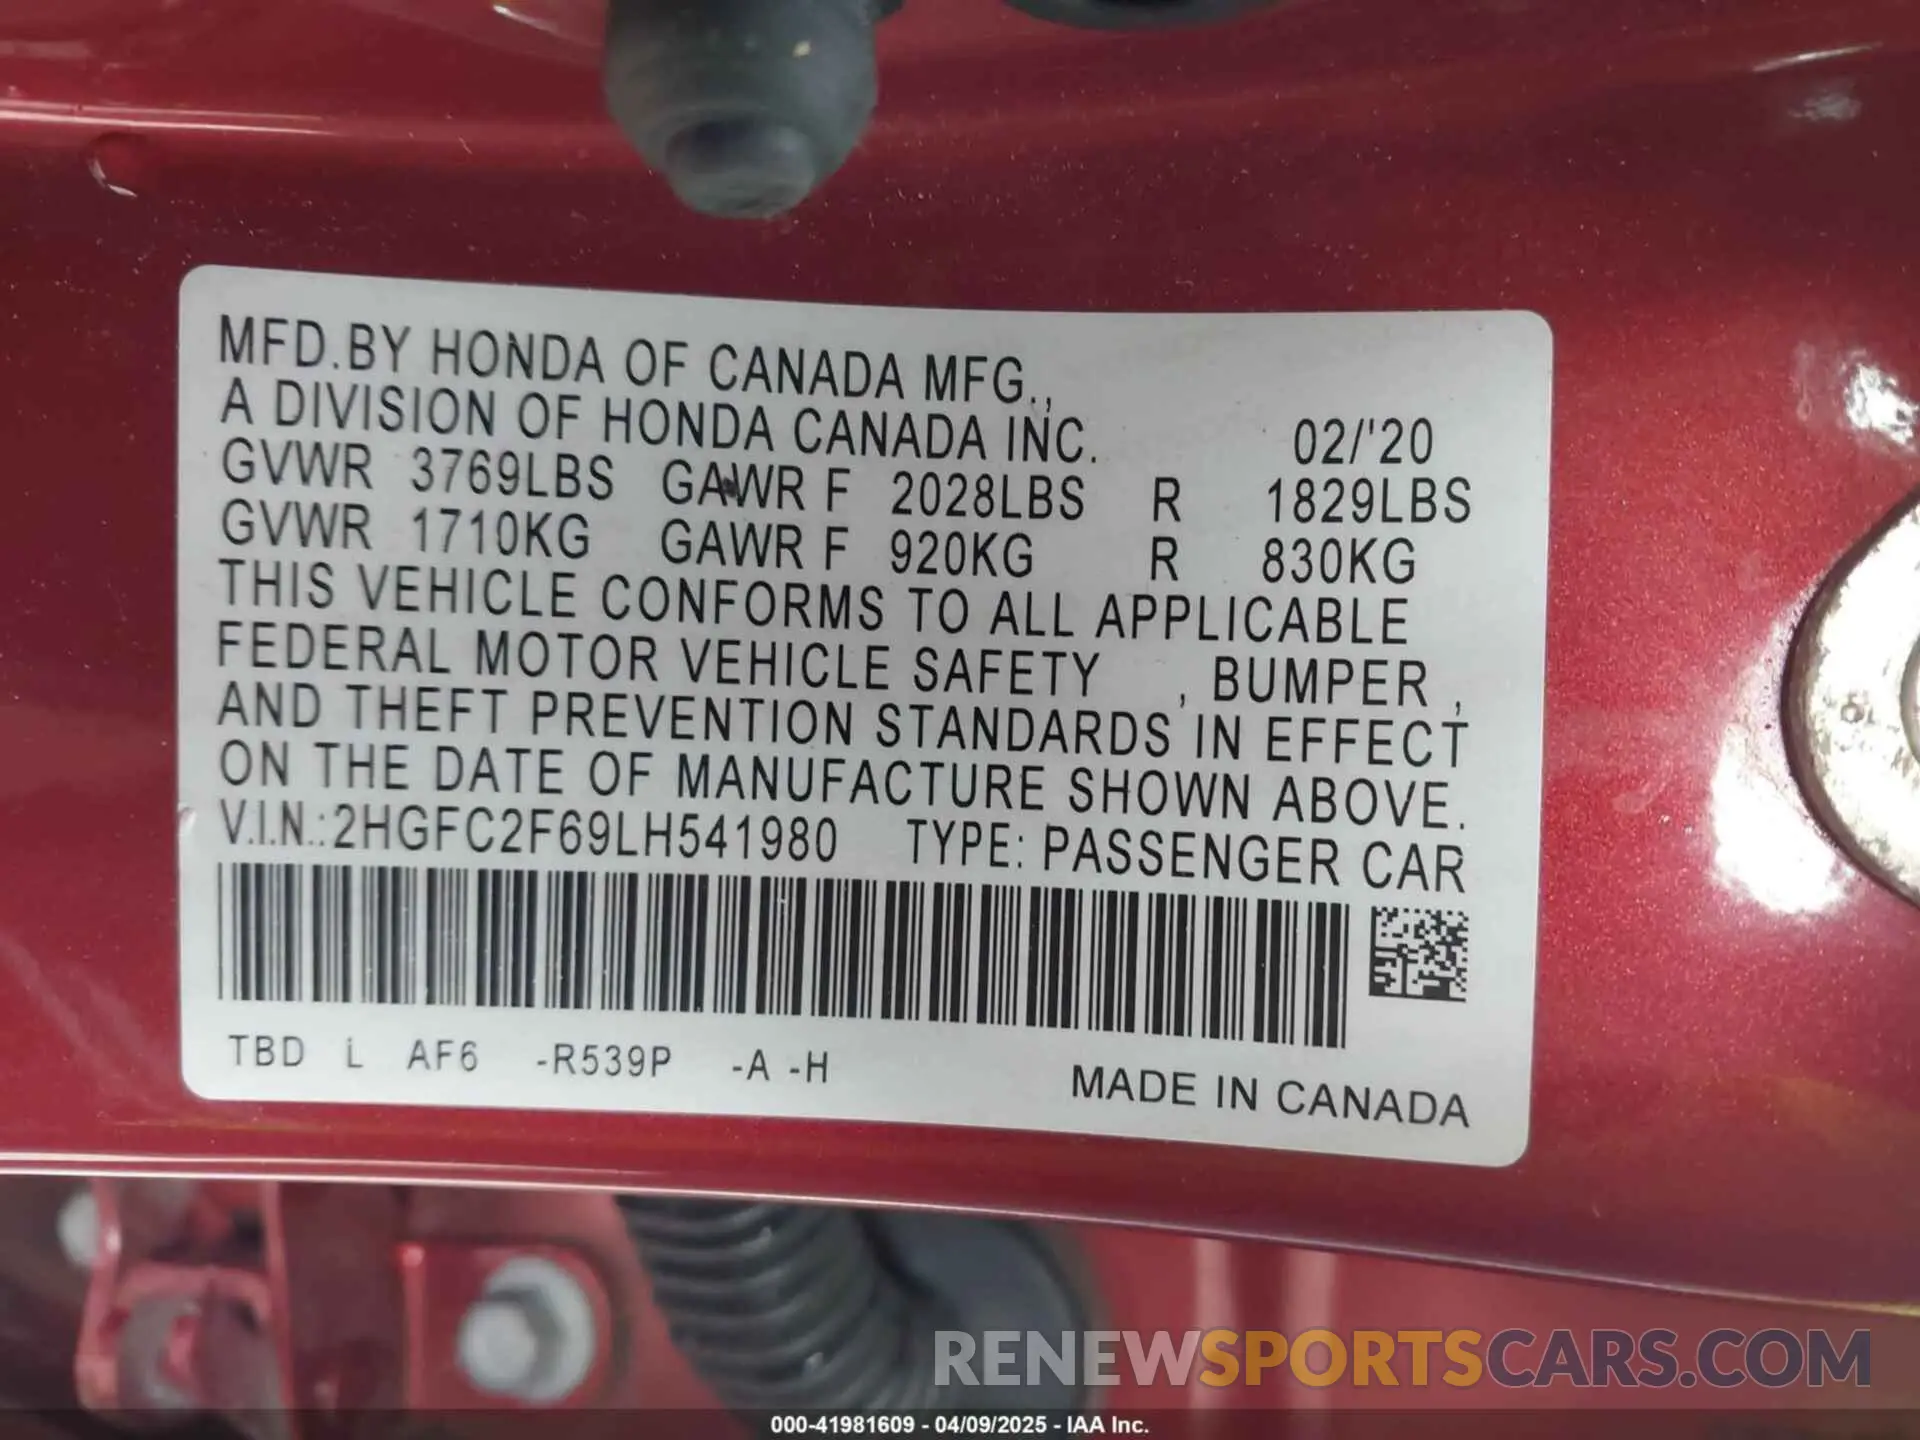 MFD.BY HONDA OF CANADA MFG.,
A DIVISION OF HONDA CANADA INC. 02/'20
GVWR 3769LBS GAWR F 2028LBS R 1829LBS
GVWR 1710KG GAWR F 920KG R 830KG
THIS VEHICLE CONFORMS TO ALL APPLICABLE
FEDERAL MOTOR VEHICLE SAFETY , BUMPER ,
AND THEFT PREVENTION STANDARDS IN EFFECT
ON THE DATE OF MANUFACTURE SHOWN ABOVE.
V.I.N.:2HGFC2F69LH541980 TYPE: PASSENGER CAR
TBD L AF6 -R539P -A -H
MADE IN CANADA
RENEWSPORTSCARS.COM
000-41981609 - 04/09/2025 - IAA Inc.